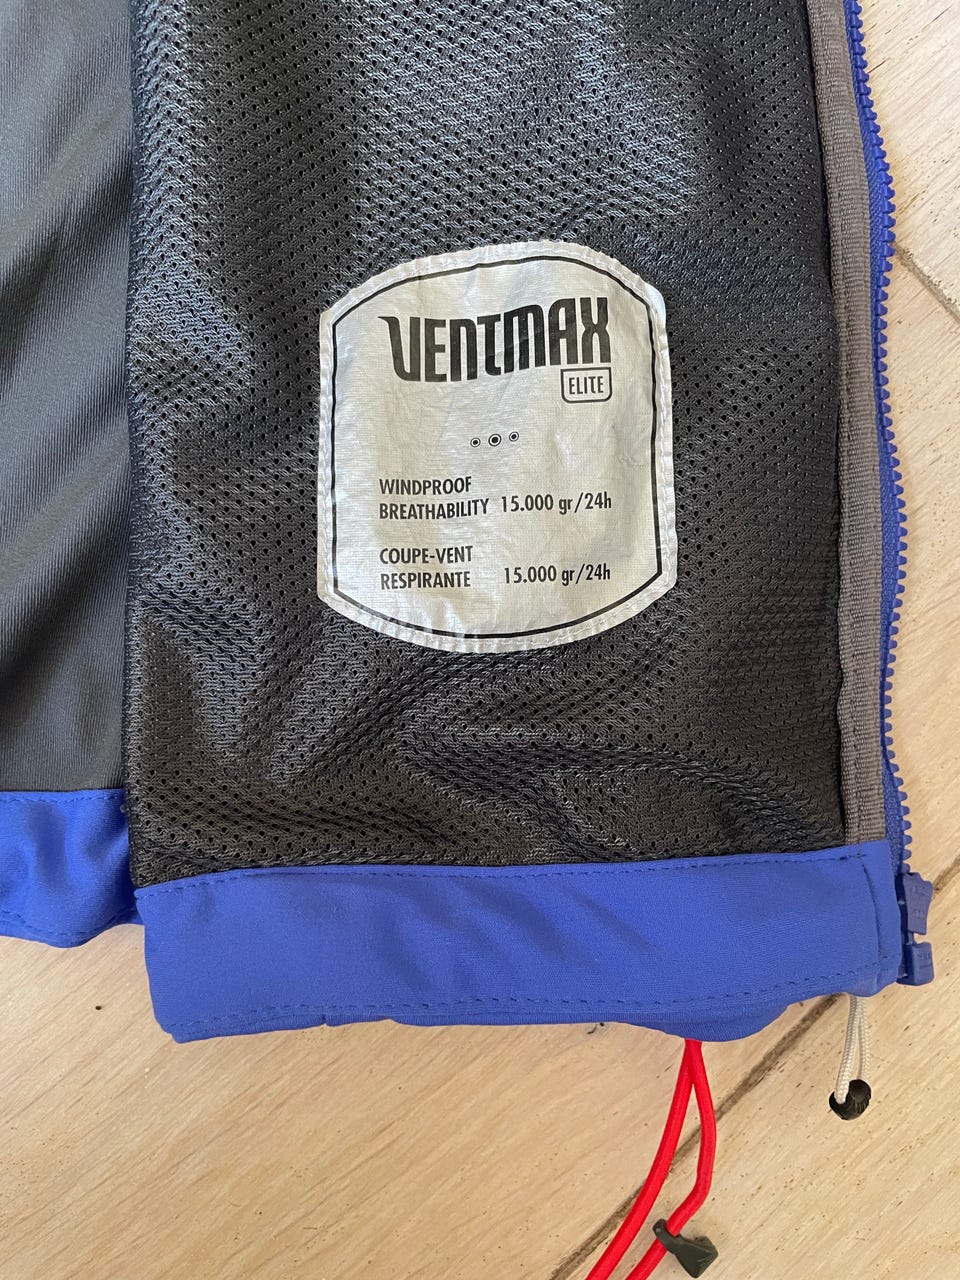 VENTMAX
ELITE
WINDPROOF
BREATHABILITY 15.000 gr/24h
COUPE-VENT
RESPIRANTE 15.000 gr/24h